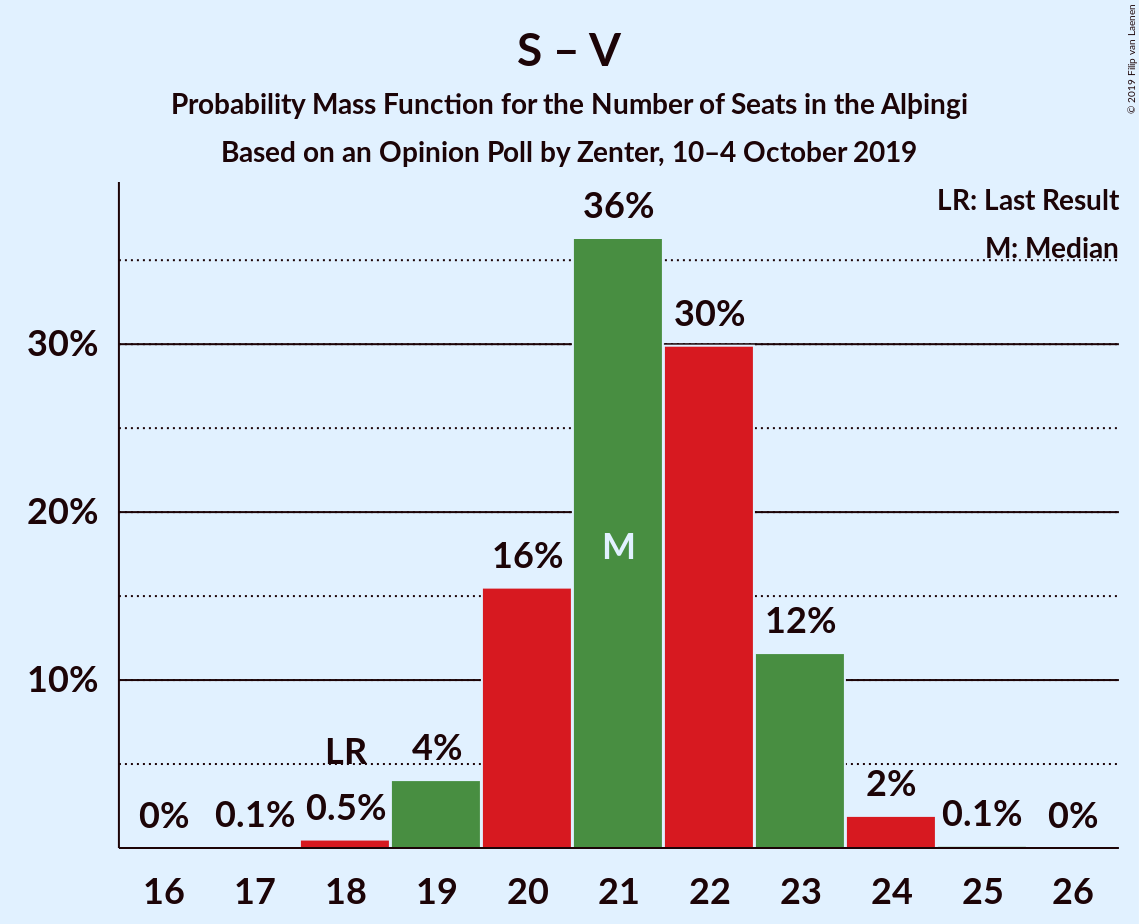 S – V
Probability Mass Function for the Number of Seats in the Alþingi
Based on an Opinion Poll by Zenter, 10–4 October 2019
© 2019 Filip van Laenen
LR: Last Result
M: Median
36%
30%
30%
20%
16%
M
12%
10%
LR
4%
2%
0%
0.1%
0.5%
0.1%
0%
16 17 18 19 20 21 22 23 24 25 26